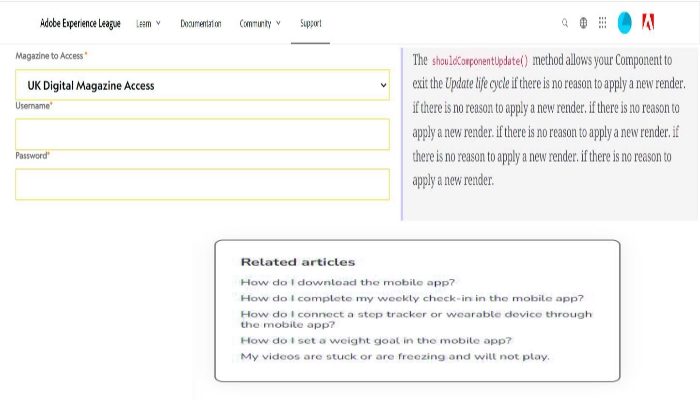 Adobe Experience League Learn Documentation Community Support
Magazine to Access*
UK Digital Magazine Access
Username*
Password*
The shouldComponentUpdate() method allows your Component to
exit the Update life cycle if there is no reason to apply a new render.
if there is no reason to apply a new render. if there is no reason to
apply a new render. if there is no reason to apply a new render. if
there is no reason to apply a new render. if there is no reason to
apply a new render.
Related articles
How do I download the mobile app?
How do I complete my weekly check-in in the mobile app?
How do I connect a step tracker or wearable device through
the mobile app?
How do I set a weight goal in the mobile app?
My videos are stuck or are freezing and will not play.